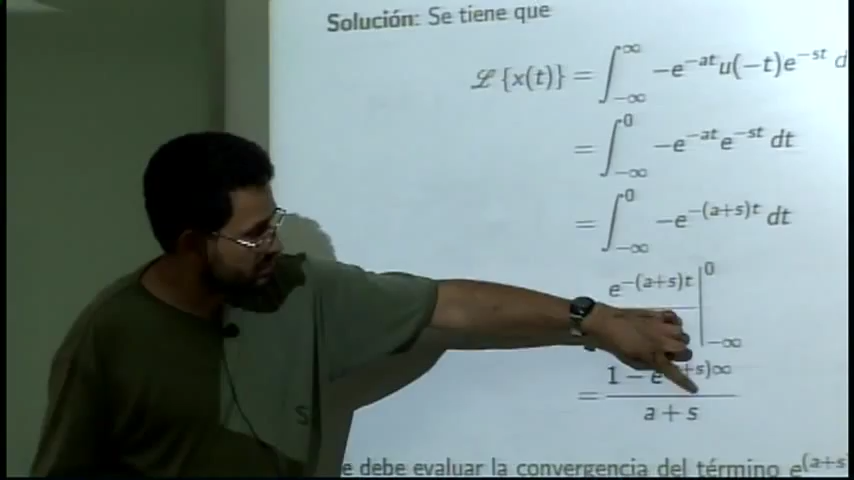 Solución: Se tiene que
ℒ{x(t)} = ∫_{−∞}^{∞} −e^{−at}u(−t)e^{−st} d
= ∫_{−∞}^{0} −e^{−at}e^{−st} dt
= ∫_{−∞}^{0} −e^{−(a+s)t} dt
e^{−(a+s)t} |_{−∞}^{0}
= 1 − e +s)∞
a + s
e debe evaluar la convergencia del término e^{(a+s
S